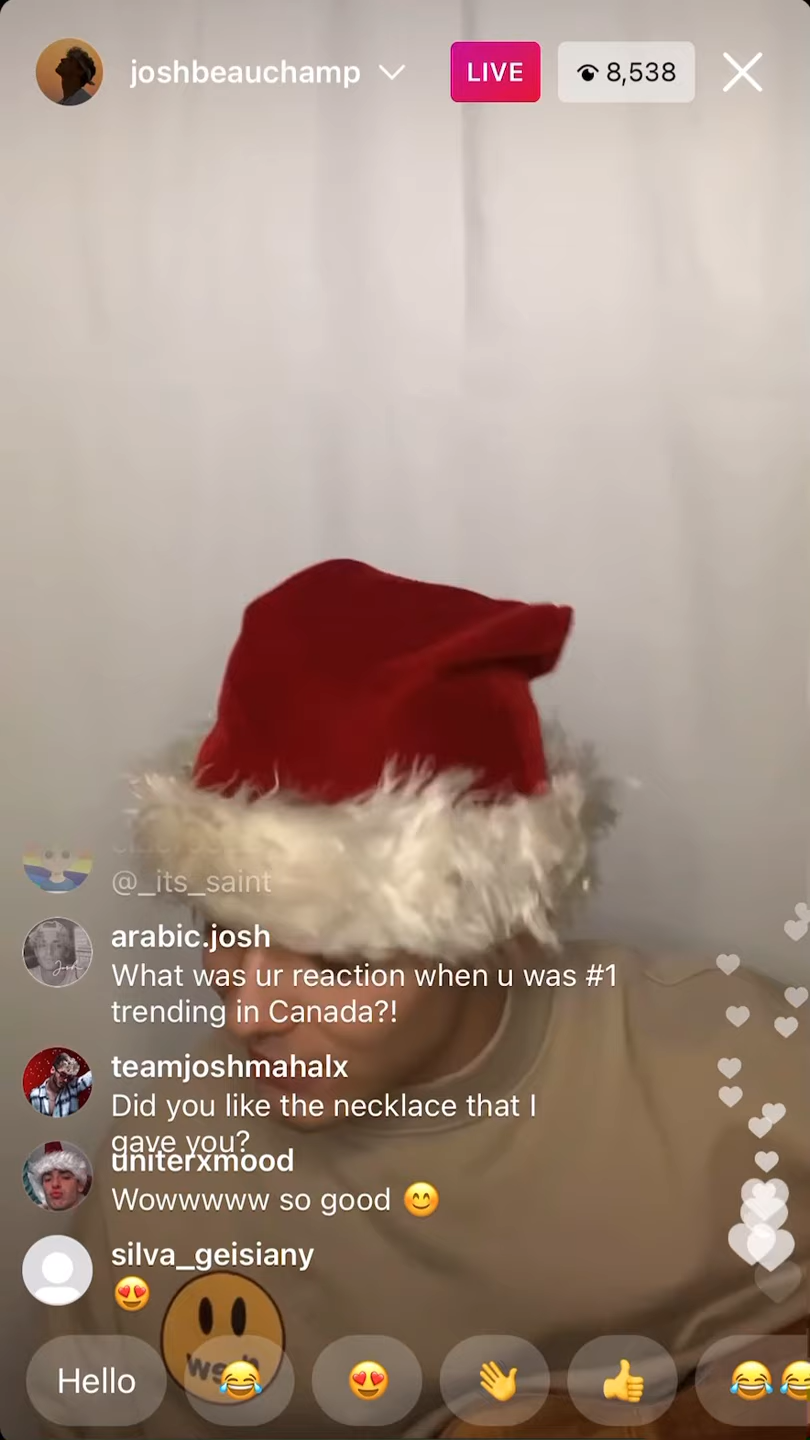 joshbeauchamp
LIVE
8,538
@_its_saint
arabic.josh
What was ur reaction when u was #1
trending in Canada?!
teamjoshmahalx
Did you like the necklace that I
gave you?
uniterxmood
Wowwwww so good 😊
silva_geisiany
😍
Hello 😂 😍 👋 👍 😂😂